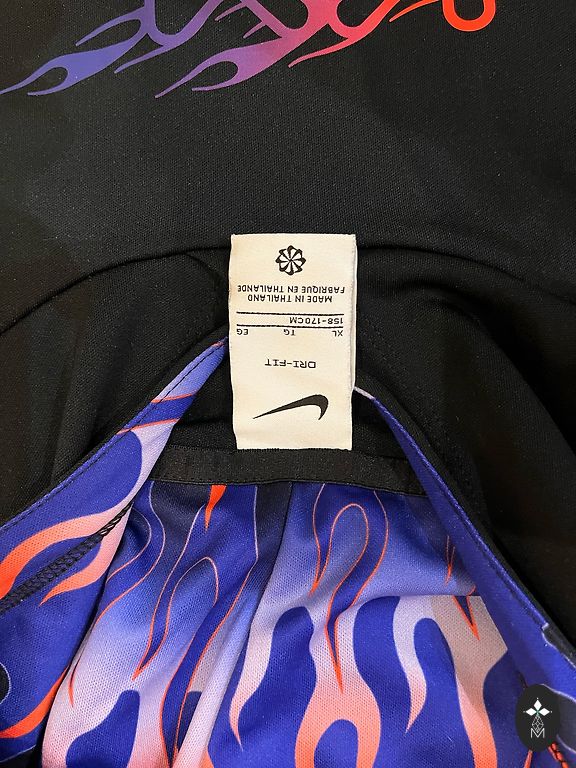 DRI-FIT
XL TG EG
158-170CM
MADE IN THAILAND
FABRIQUE EN THAILANDE